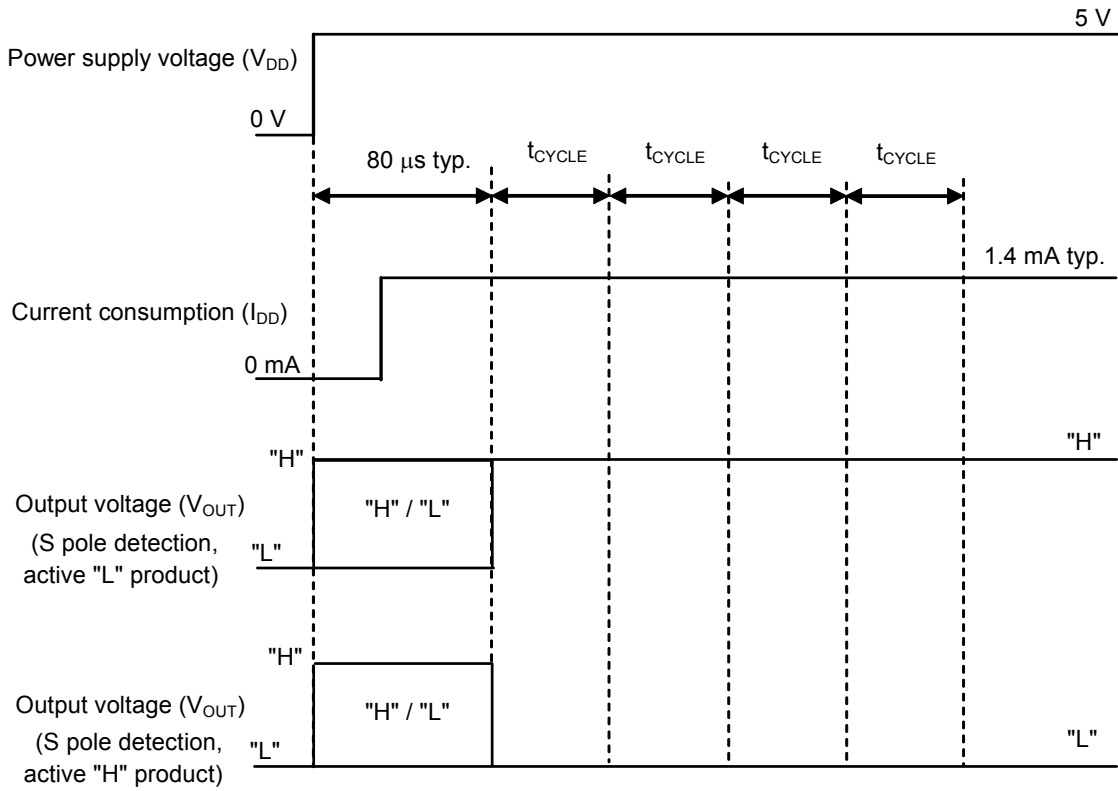 5 V
Power supply voltage (VDD)
0 V
80 μs typ.
tCYCLE
tCYCLE
tCYCLE
tCYCLE
1.4 mA typ.
Current consumption (IDD)
0 mA
"H"
"H"
Output voltage (VOUT)
"H" / "L"
(S pole detection,
"L"
active "L" product)
"H"
Output voltage (VOUT)
"H" / "L"
(S pole detection,
"L"
"L"
active "H" product)